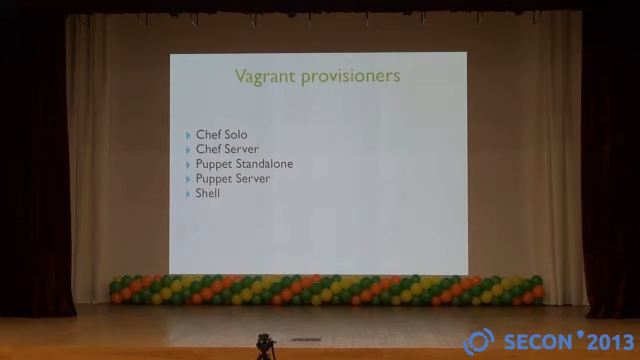 Vagrant provisioners
Chef Solo
Chef Server
Puppet Standalone
Puppet Server
Shell
SECON'2013